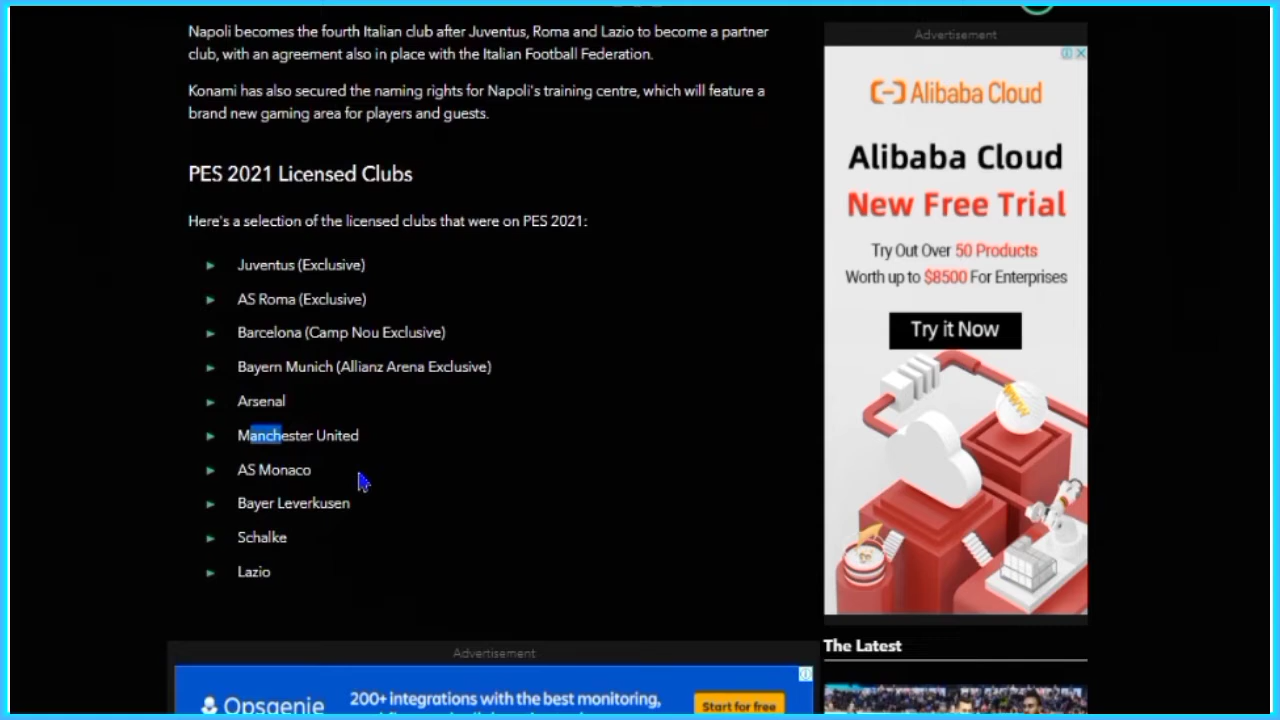 Napoli becomes the fourth Italian club after Juventus, Roma and Lazio to become a partner
club, with an agreement also in place with the Italian Football Federation.
Konami has also secured the naming rights for Napoli's training centre, which will feature a
brand new gaming area for players and guests.
PES 2021 Licensed Clubs
Here's a selection of the licensed clubs that were on PES 2021:
Juventus (Exclusive)
AS Roma (Exclusive)
Barcelona (Camp Nou Exclusive)
Bayern Munich (Allianz Arena Exclusive)
Arsenal
Manchester United
AS Monaco
Bayer Leverkusen
Schalke
Lazio
Advertisement
Opsgenie
200+ integrations with the best monitoring,
Start for free
Advertisement
Alibaba Cloud
Alibaba Cloud
New Free Trial
Try Out Over 50 Products
Worth up to $8500 For Enterprises
Try it Now
WWW
The Latest